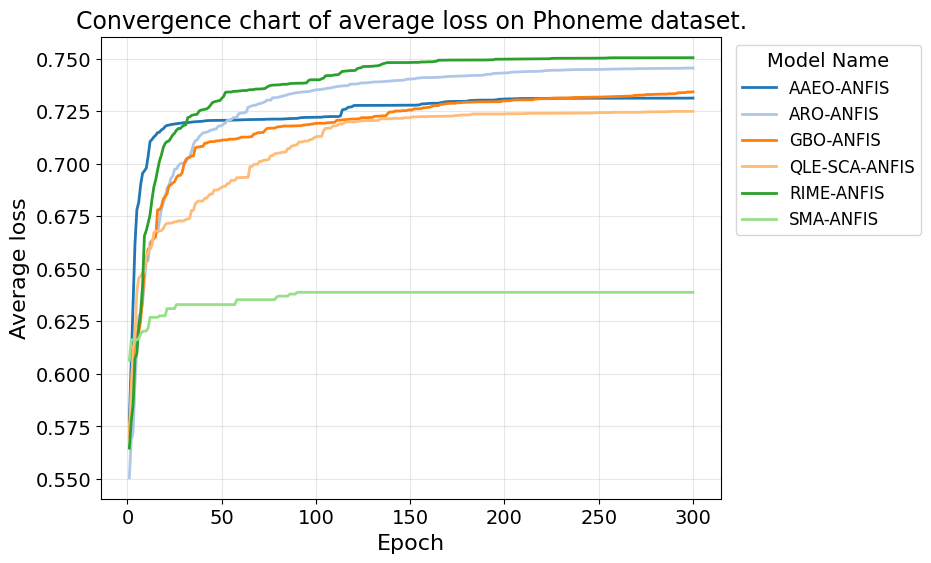 Convergence chart of average loss on Phoneme dataset.
0.750
0.725
0.700
0.675
0.650
0.625
0.600
0.575
0.550
Average loss
0
50
100
150
200
250
300
Epoch
Model Name
AAEO-ANFIS
ARO-ANFIS
GBO-ANFIS
QLE-SCA-ANFIS
RIME-ANFIS
SMA-ANFIS